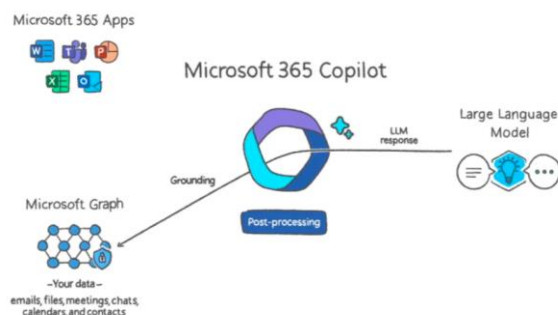 Microsoft 365 Apps
Microsoft 365 Copilot
LLM
response
Large Language
Model
Grounding
Microsoft Graph
Post-processing
-Your data-
emails, files, meetings, chats,
calendars, and contacts